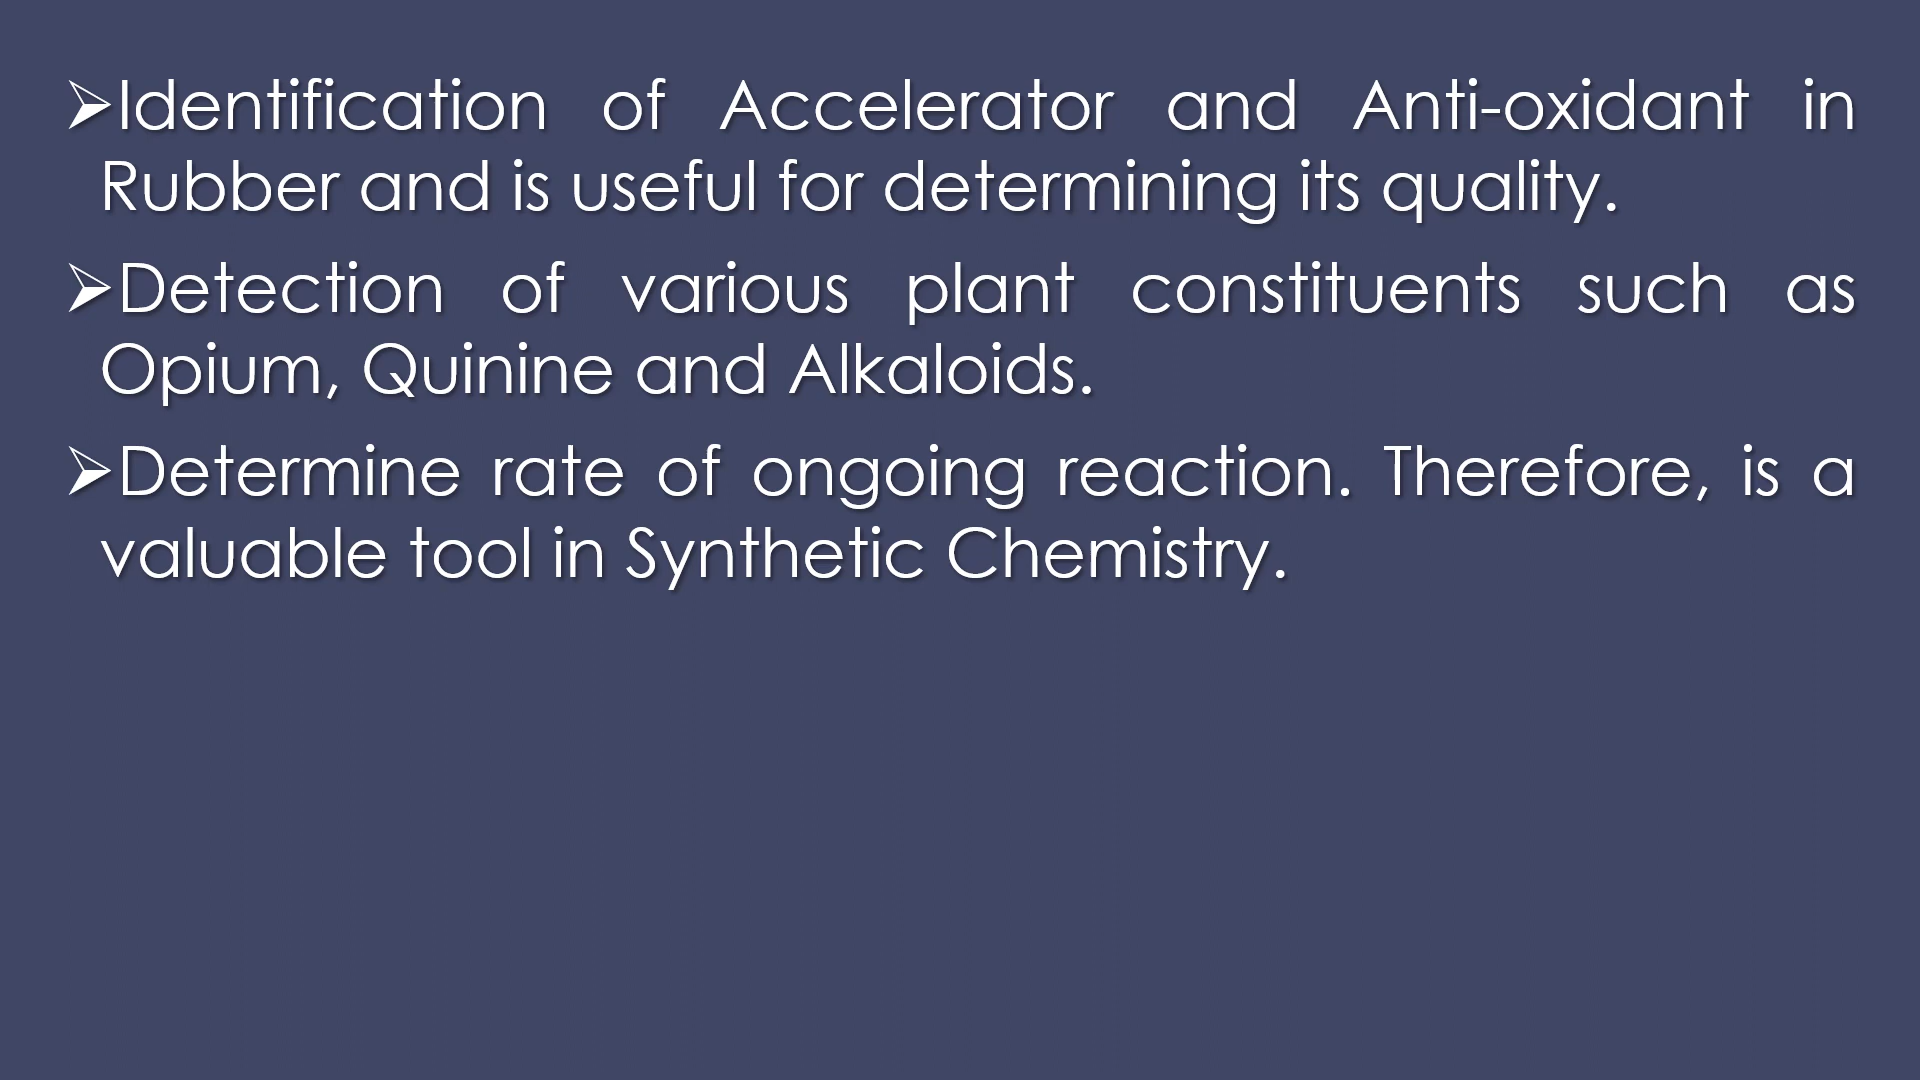 ➢Identification of Accelerator and Anti-oxidant in
Rubber and is useful for determining its quality.
➢Detection of various plant constituents such as
Opium, Quinine and Alkaloids.
➢Determine rate of ongoing reaction. Therefore, is a
valuable tool in Synthetic Chemistry.